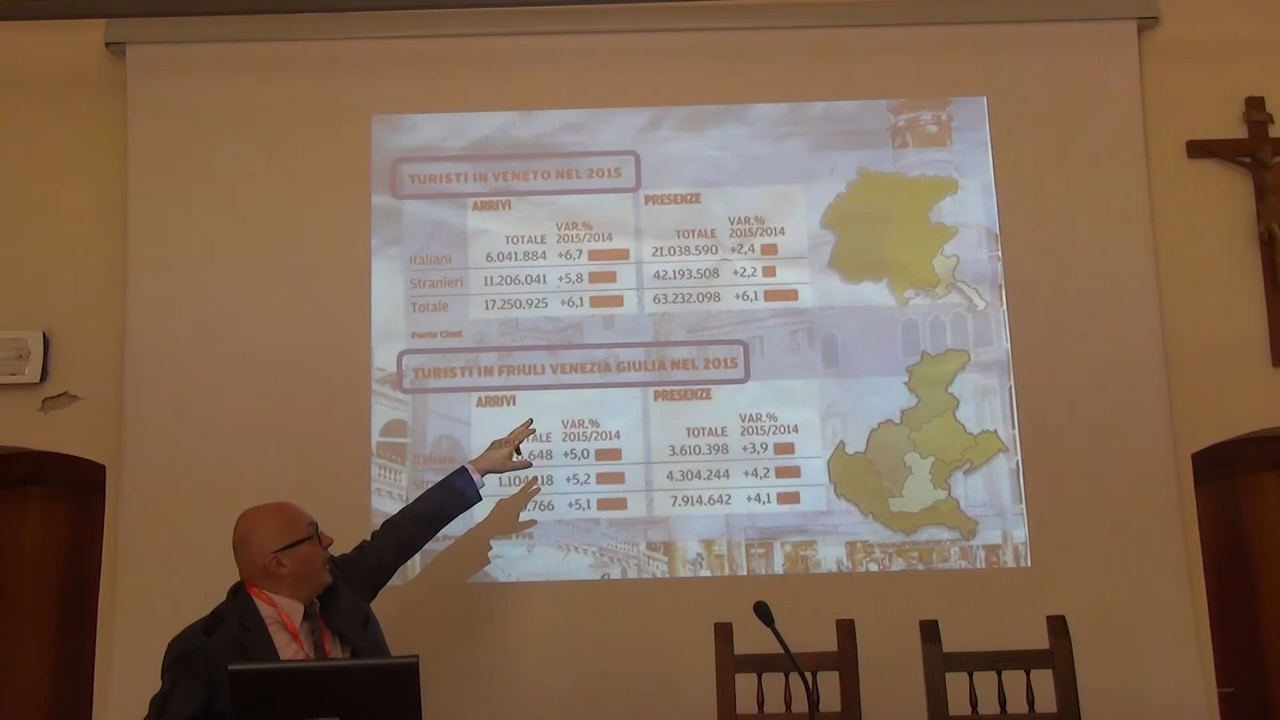 TURISTI IN VENETO NEL 2015
ARRIVI PRESENZE
TOTALE VAR.% 2015/2014 TOTALE VAR.% 2015/2014
Italiani 6.041.884 +6,7 21.038.590 +2,4
Stranieri 11.206.041 +5,8 42.193.508 +2,2
Totale 17.250.925 +6,1 63.232.098 +6,1
Fonte Ciset
TURISTI IN FRIULI VENEZIA GIULIA NEL 2015
ARRIVI PRESENZE
VAR.% 2015/2014 TOTALE VAR.% 2015/2014
+5,0 3.610.398 +3,9
+5,2 4.304.244 +4,2
+5,1 7.914.642 +4,1